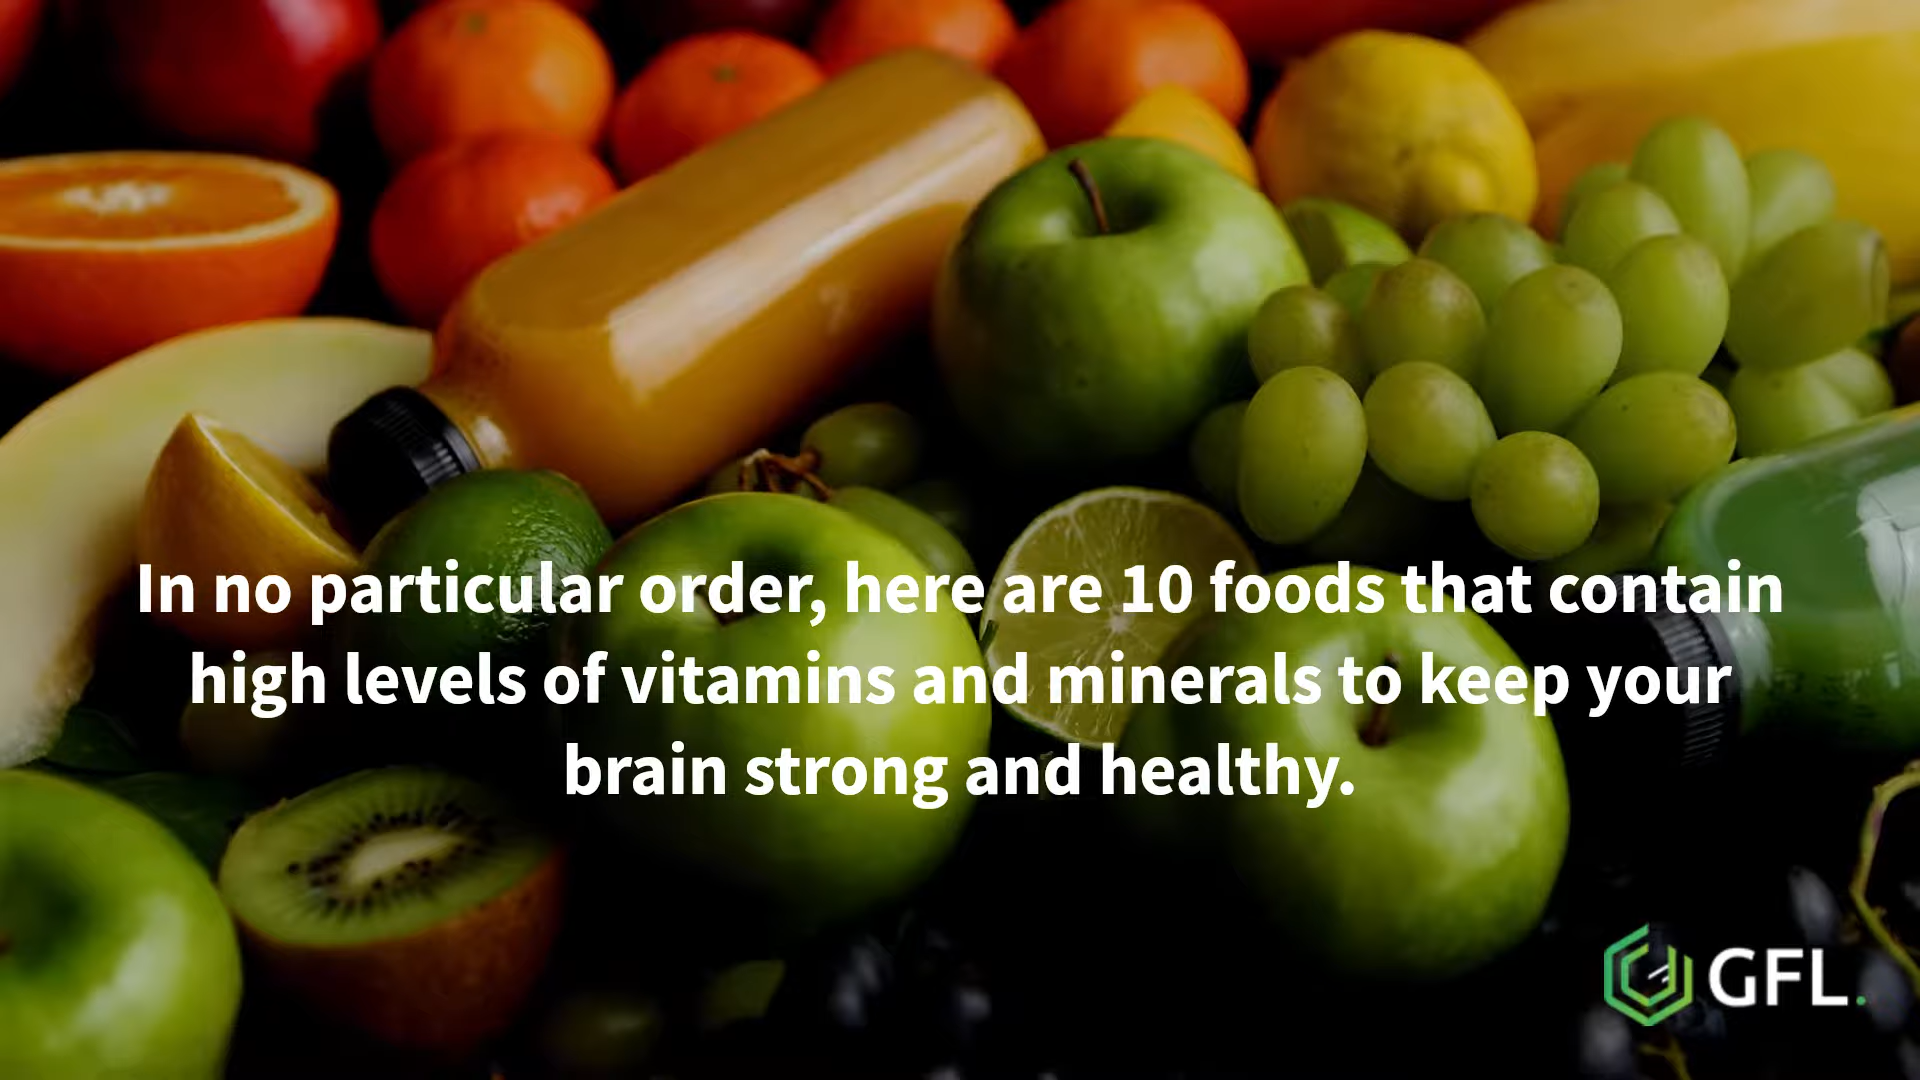 In no particular order, here are 10 foods that contain
high levels of vitamins and minerals to keep your
brain strong and healthy.
GFL.